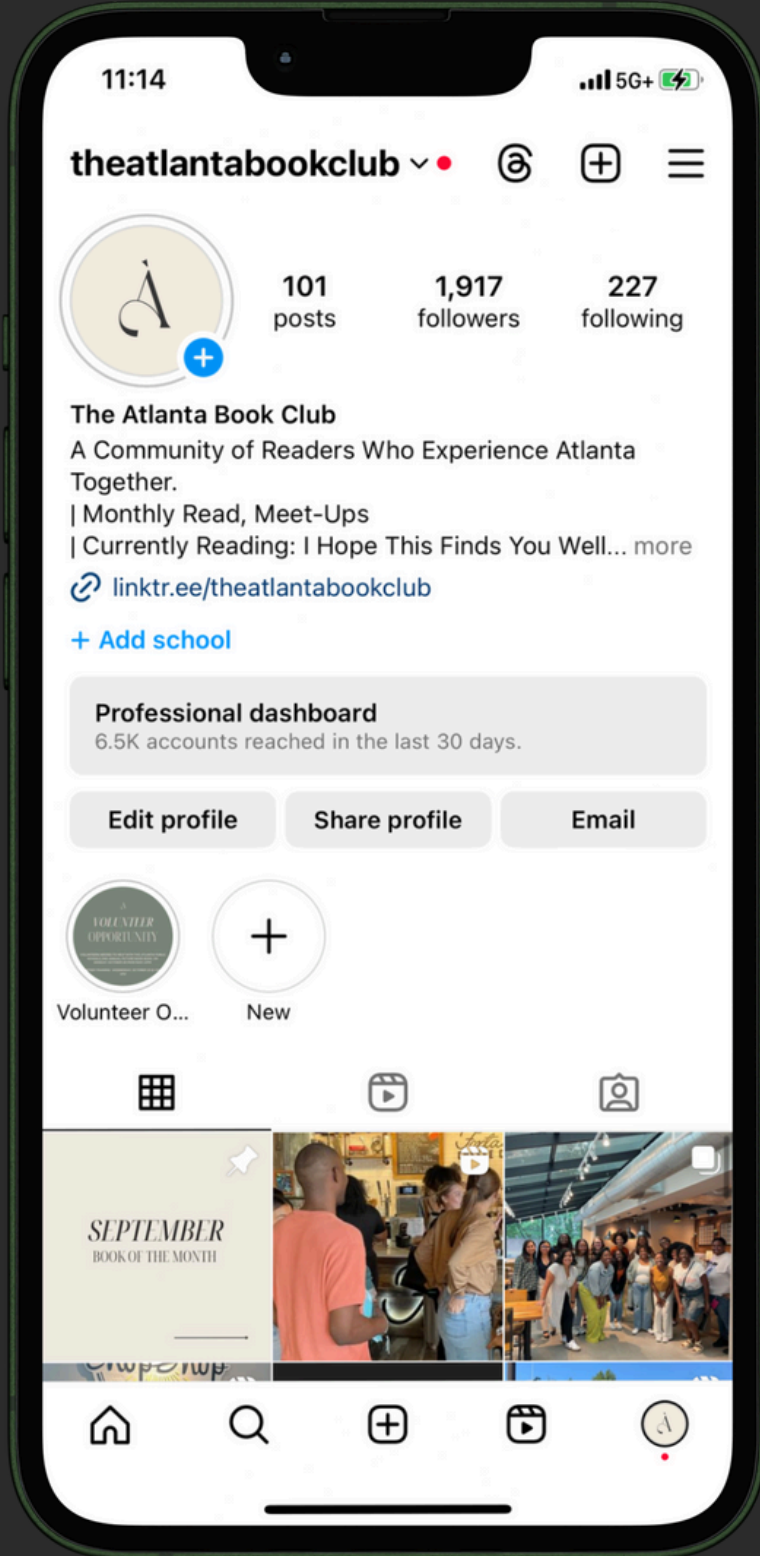 11:14
5G+
theatlantabookclub
101
posts
1,917
followers
227
following
The Atlanta Book Club
A Community of Readers Who Experience Atlanta
Together.
| Monthly Read, Meet-Ups
| Currently Reading: I Hope This Finds You Well... more
linktr.ee/theatlantabookclub
+ Add school
Professional dashboard
6.5K accounts reached in the last 30 days.
Edit profile
Share profile
Email
VOLUNTEER
OPPORTUNITY
Volunteer O...
New
SEPTEMBER
BOOK OF THE MONTH